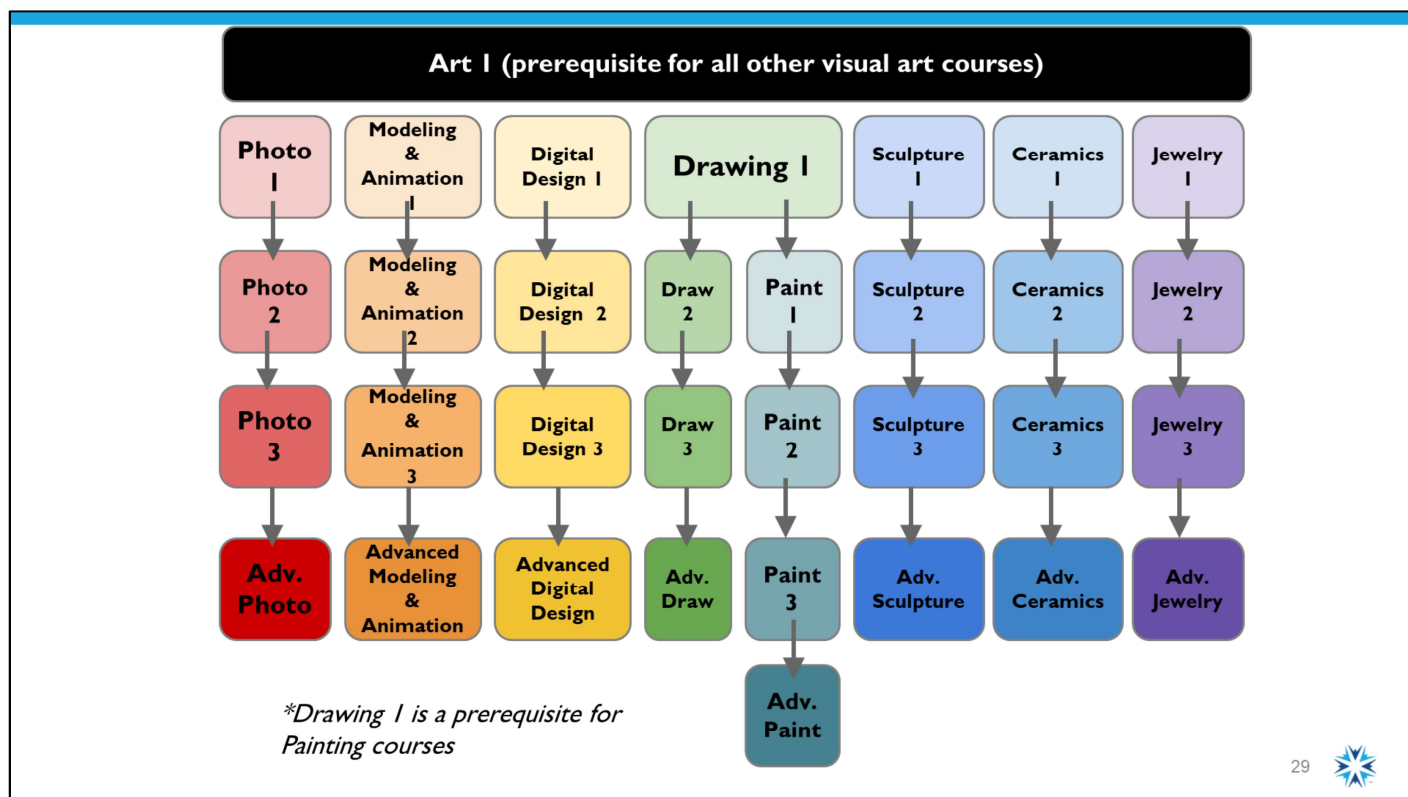 Art 1 (prerequisite for all other visual art courses)
Photo
1
Modeling
&
Animation
1
Digital
Design 1
Drawing 1
Sculpture
1
Ceramics
1
Jewelry
1
Photo
2
Modeling
&
Animation
2
Digital
Design 2
Draw
2
Paint
1
Sculpture
2
Ceramics
2
Jewelry
2
Photo
3
Modeling
&
Animation
3
Digital
Design 3
Draw
3
Paint
2
Sculpture
3
Ceramics
3
Jewelry
3
Adv.
Photo
Advanced
Modeling
&
Animation
Advanced
Digital
Design
Adv.
Draw
Paint
3
Adv.
Sculpture
Adv.
Ceramics
Adv.
Jewelry
Adv.
Paint
*Drawing 1 is a prerequisite for
Painting courses
29